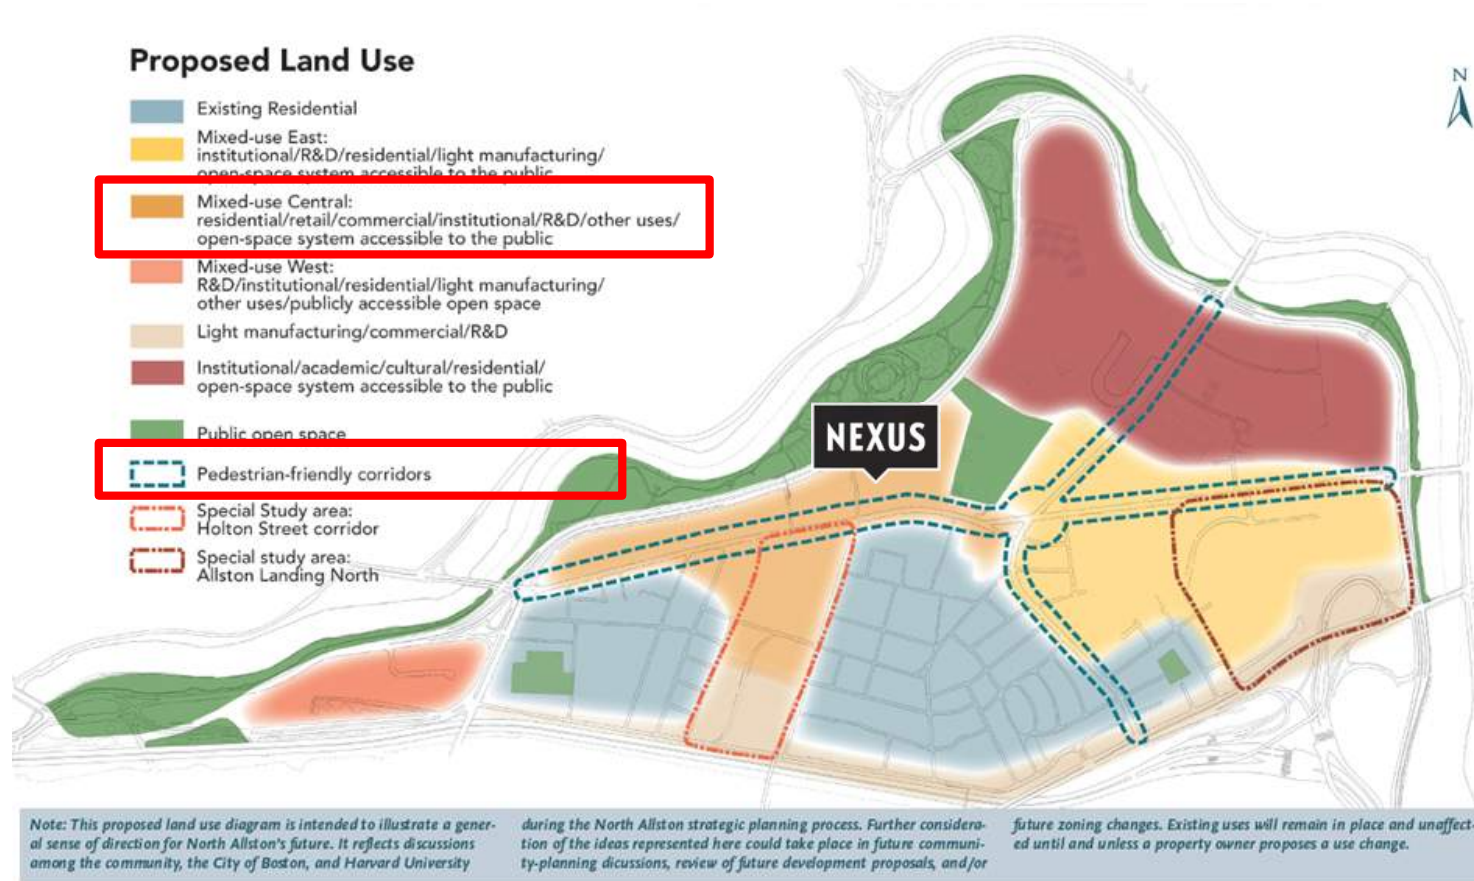 Proposed Land Use
Existing Residential
Mixed-use East:
institutional/R&D/residential/light manufacturing/
open-space system accessible to the public
Mixed-use Central:
residential/retail/commercial/institutional/R&D/other uses/
open-space system accessible to the public
Mixed-use West:
R&D/institutional/residential/light manufacturing/
other uses/publicly accessible open space
Light manufacturing/commercial/R&D
Institutional/academic/cultural/residential/
open-space system accessible to the public
Public open space
Pedestrian-friendly corridors
Special Study area:
Holton Street corridor
Special study area:
Allston Landing North
N
NEXUS
Note: This proposed land use diagram is intended to illustrate a gener-
al sense of direction for North Allston's future. It reflects discussions
among the community, the City of Boston, and Harvard University
during the North Allston strategic planning process. Further considera-
tion of the ideas represented here could take place in future communi-
ty-planning dicussions, review of future development proposals, and/or
future zoning changes. Existing uses will remain in place and unaffect-
ed until and unless a property owner proposes a use change.